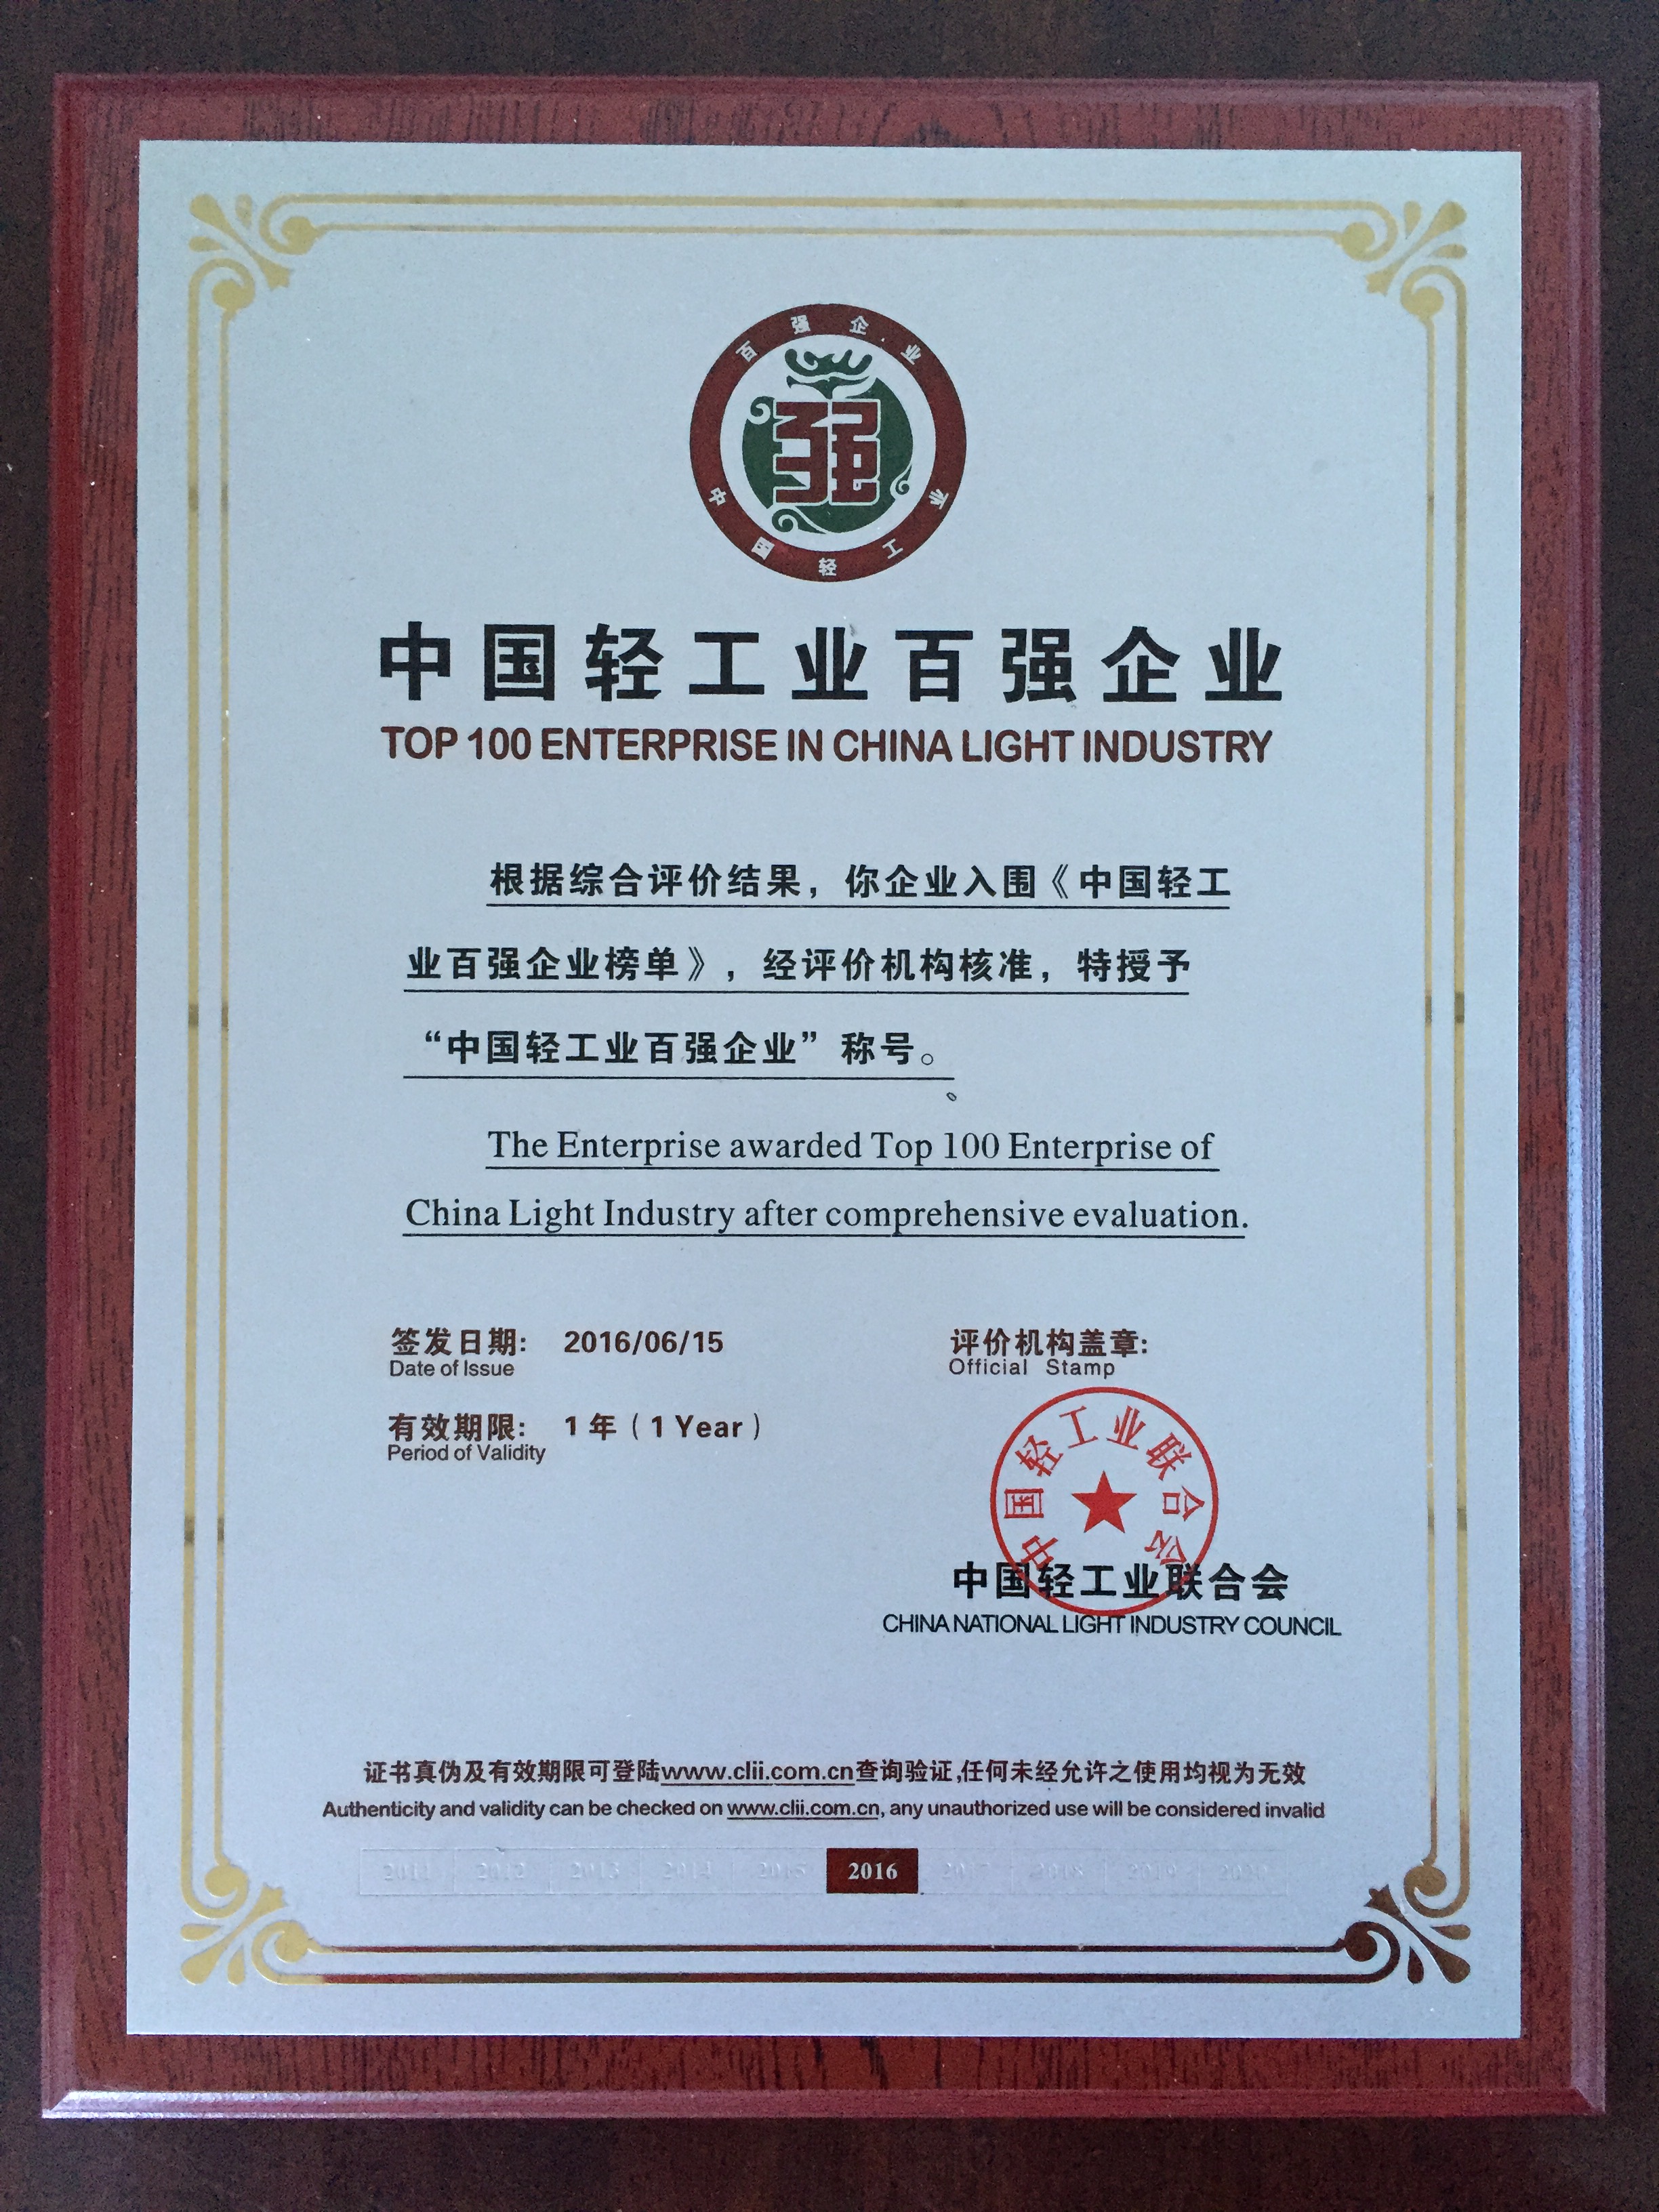 百强企业
中国轻工业
强
中国轻工业百强企业
TOP 100 ENTERPRISE IN CHINA LIGHT INDUSTRY
根据综合评价结果，你企业入围《中国轻工
业百强企业榜单》，经评价机构核准，特授予
“中国轻工业百强企业”称号。
The Enterprise awarded Top 100 Enterprise of
China Light Industry after comprehensive evaluation.
签发日期: 2016/06/15
Date of Issue
有效期限: 1 年（1 Year）
Period of Validity
评价机构盖章:
Official Stamp
中国轻工业联合会
中国轻工业联合会
CHINA NATIONAL LIGHT INDUSTRY COUNCIL
证书真伪及有效期限可登陆www.clii.com.cn查询验证,任何未经允许之使用均视为无效
Authenticity and validity can be checked on www.clii.com.cn, any unauthorized use will be considered invalid
2011 2012 2013 2014 2015 2016 2017 2018 2019 2020